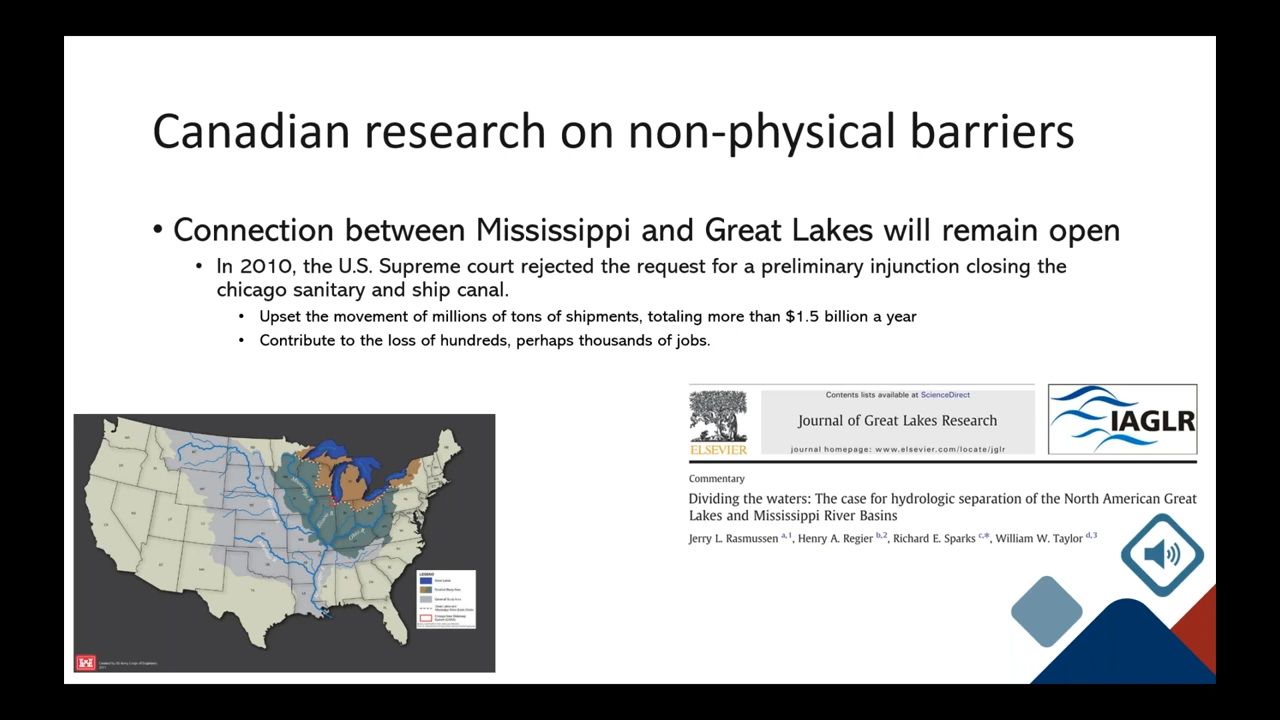 Canadian research on non-physical barriers
• Connection between Mississippi and Great Lakes will remain open
• In 2010, the U.S. Supreme court rejected the request for a preliminary injunction closing the
chicago sanitary and ship canal.
• Upset the movement of millions of tons of shipments, totaling more than $1.5 billion a year
• Contribute to the loss of hundreds, perhaps thousands of jobs.
Contents lists available at ScienceDirect
Journal of Great Lakes Research
journal homepage: www.elsevier.com/locate/jglr
ELSEVIER
IAGLR
Commentary
Dividing the waters: The case for hydrologic separation of the North American Great
Lakes and Mississippi River Basins
Jerry L. Rasmussen a,1, Henry A. Regier b,2, Richard E. Sparks c,*, William W. Taylor d,3
LEGEND